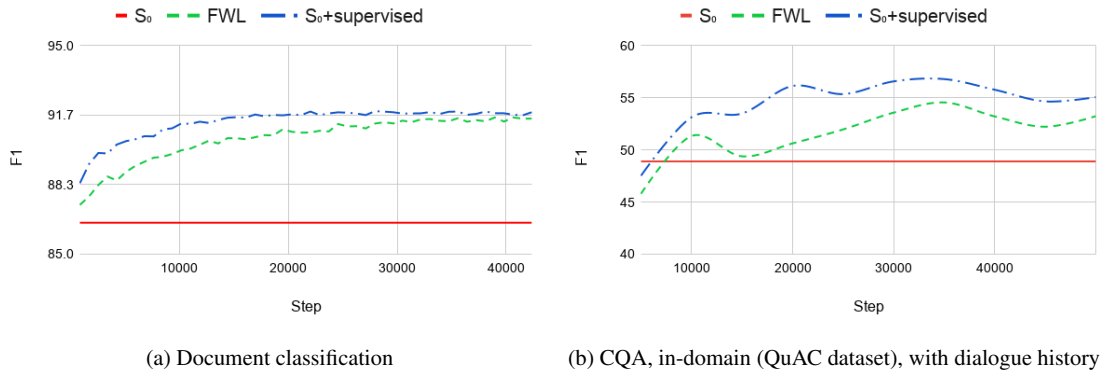 S₀ FWL S₀+supervised
95.0
91.7
88.3
85.0
F1
10000 20000 30000 40000
Step
(a) Document classification
S₀ FWL S₀+supervised
60
55
50
45
40
F1
10000 20000 30000 40000
Step
(b) CQA, in-domain (QuAC dataset), with dialogue history